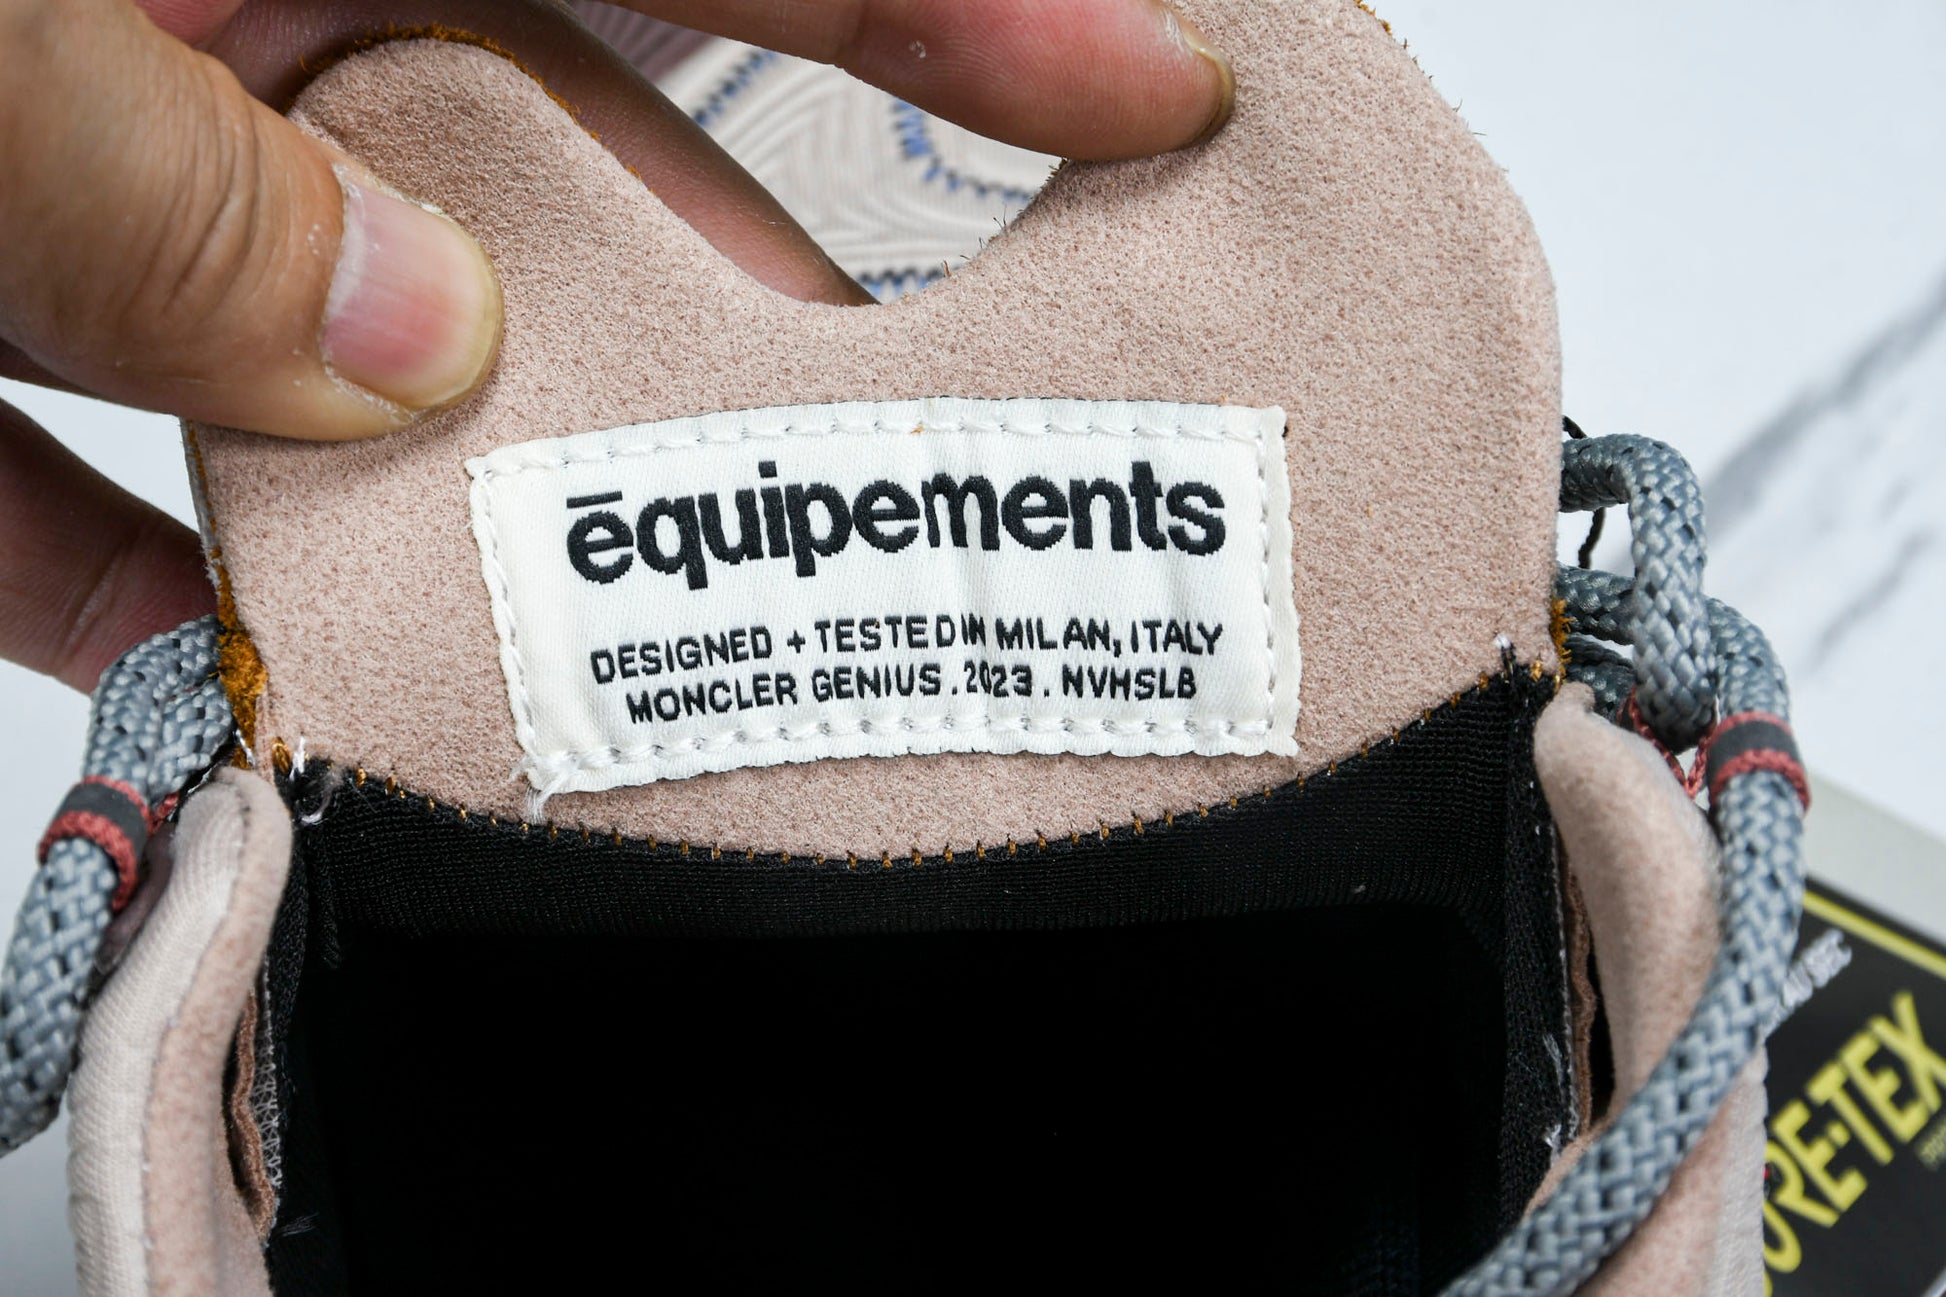 ēquipements
DESIGNED + TESTED IN MILAN, ITALY
MONCLER GENIUS . 2023 . NVHSLB
GORE-TEX